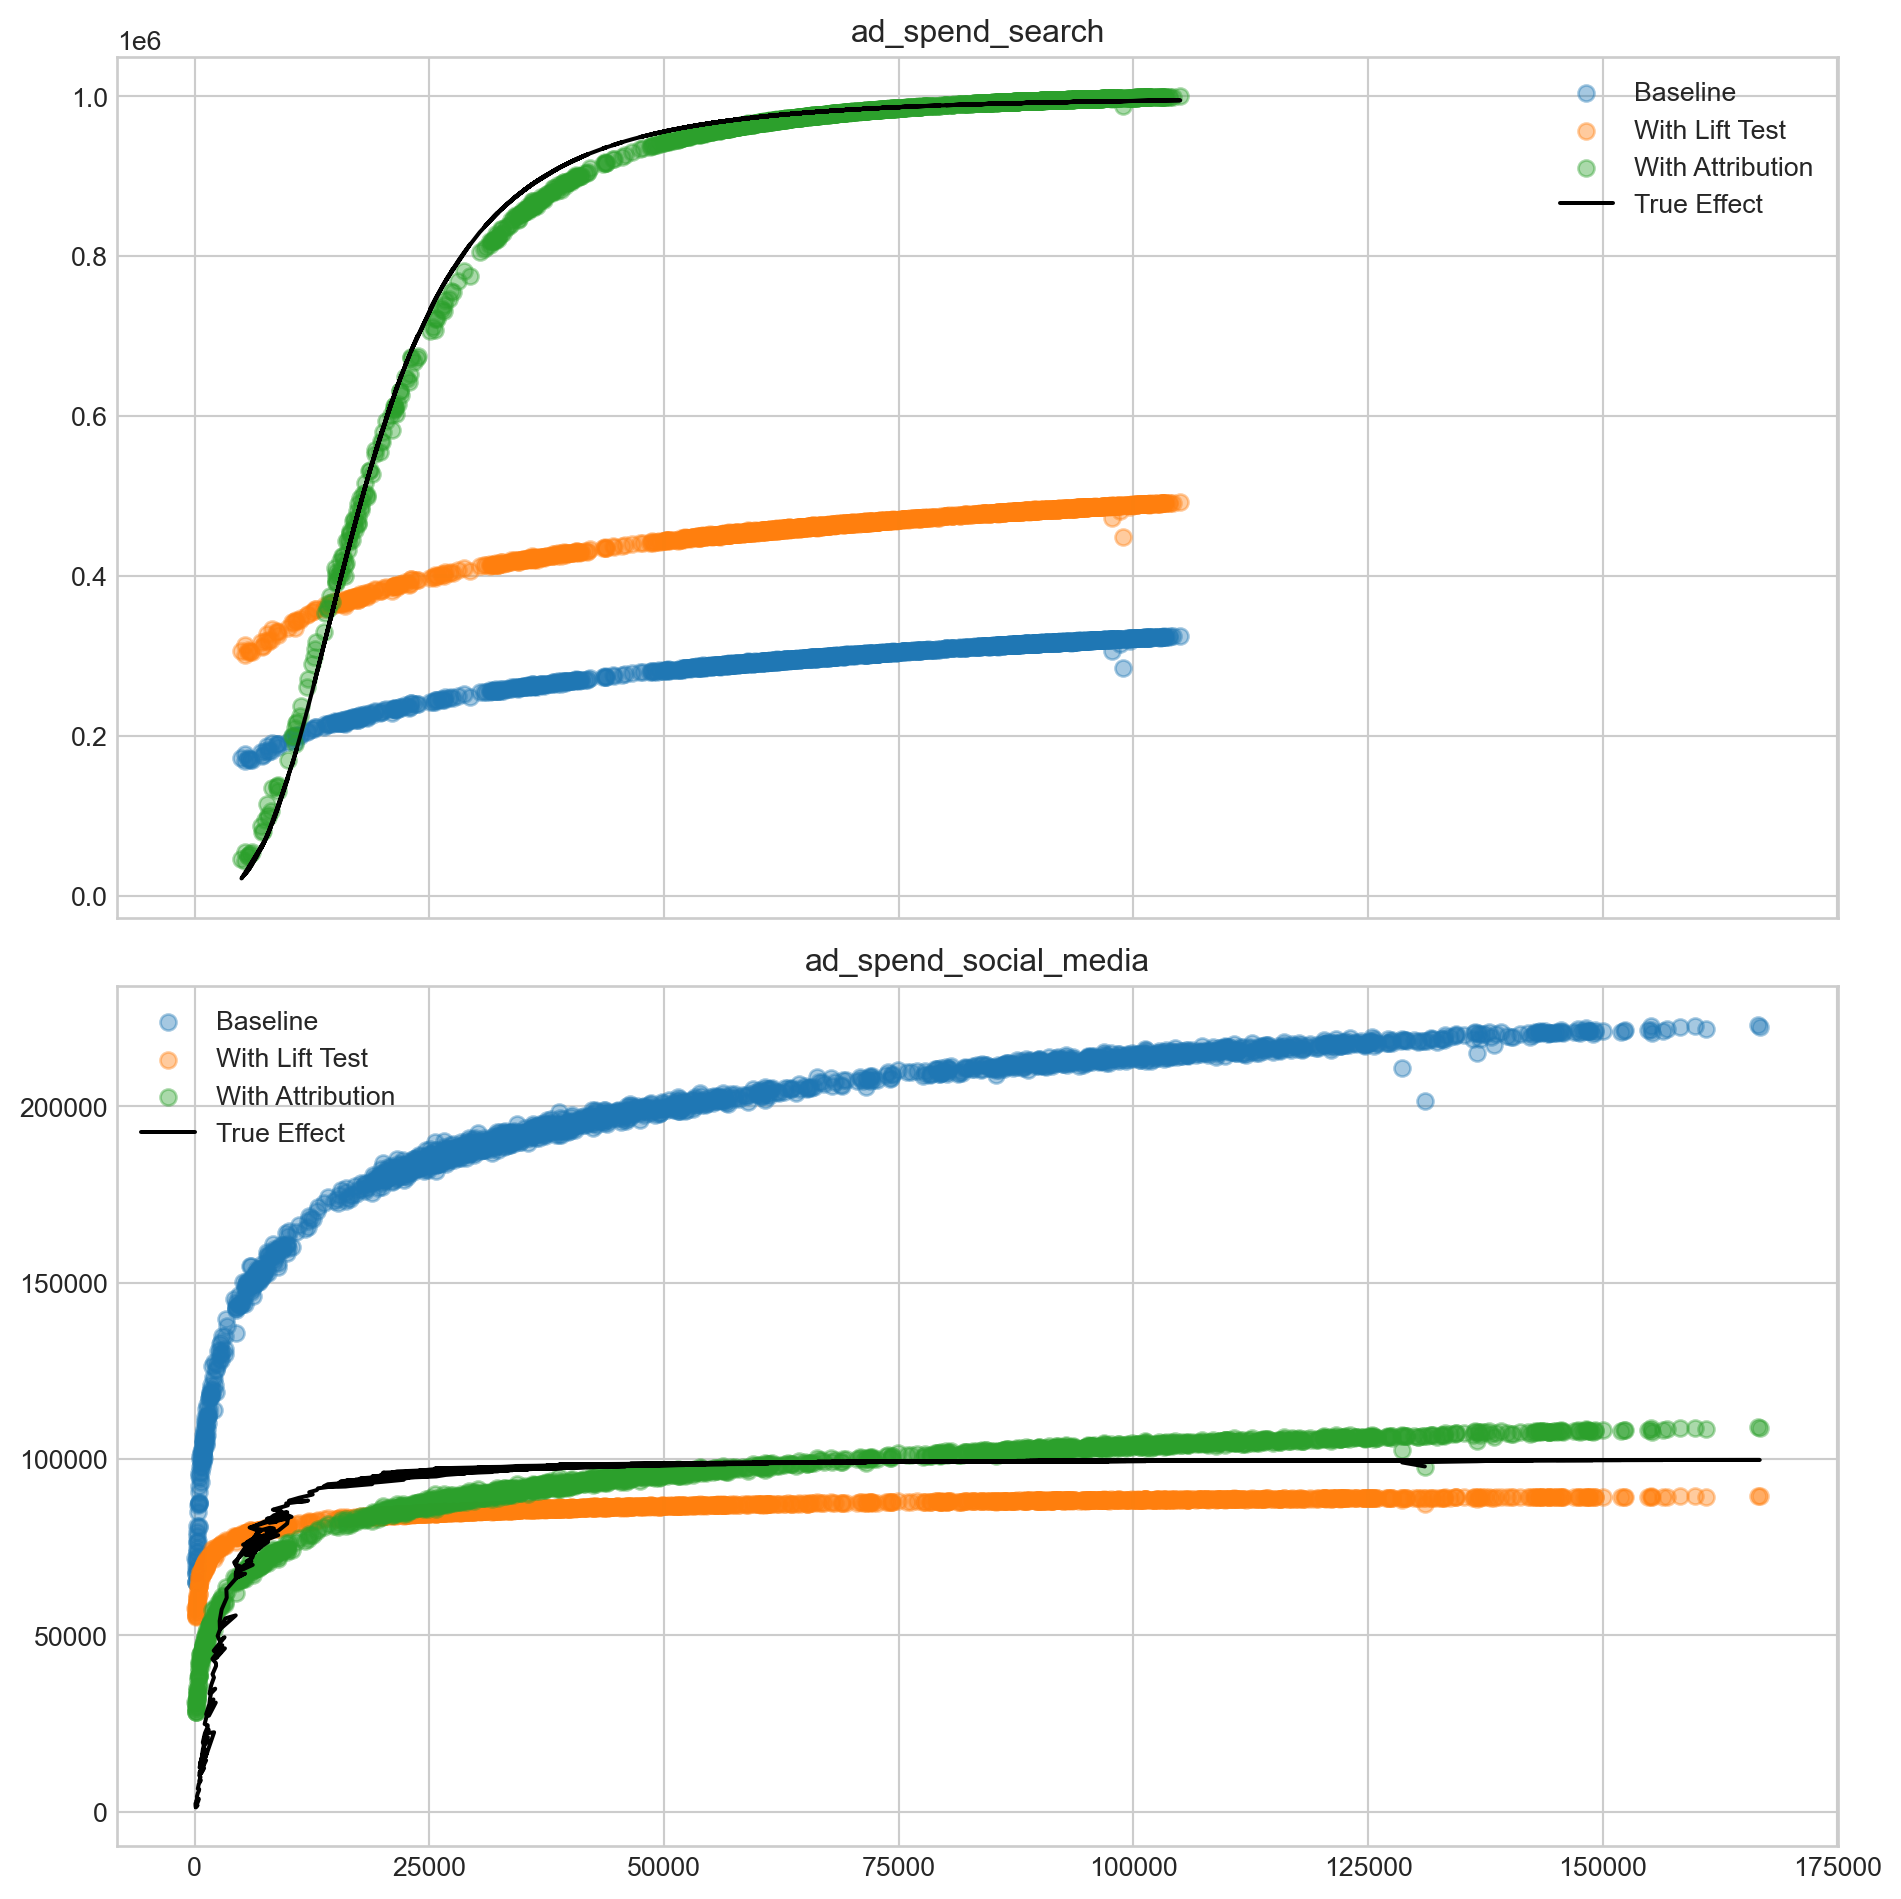 ad_spend_search
1e6
1.0
0.8
0.6
0.4
0.2
0.0
Baseline
With Lift Test
With Attribution
True Effect
ad_spend_social_media
Baseline
With Lift Test
With Attribution
True Effect
200000
150000
100000
50000
0
0 25000 50000 75000 100000 125000 150000 175000